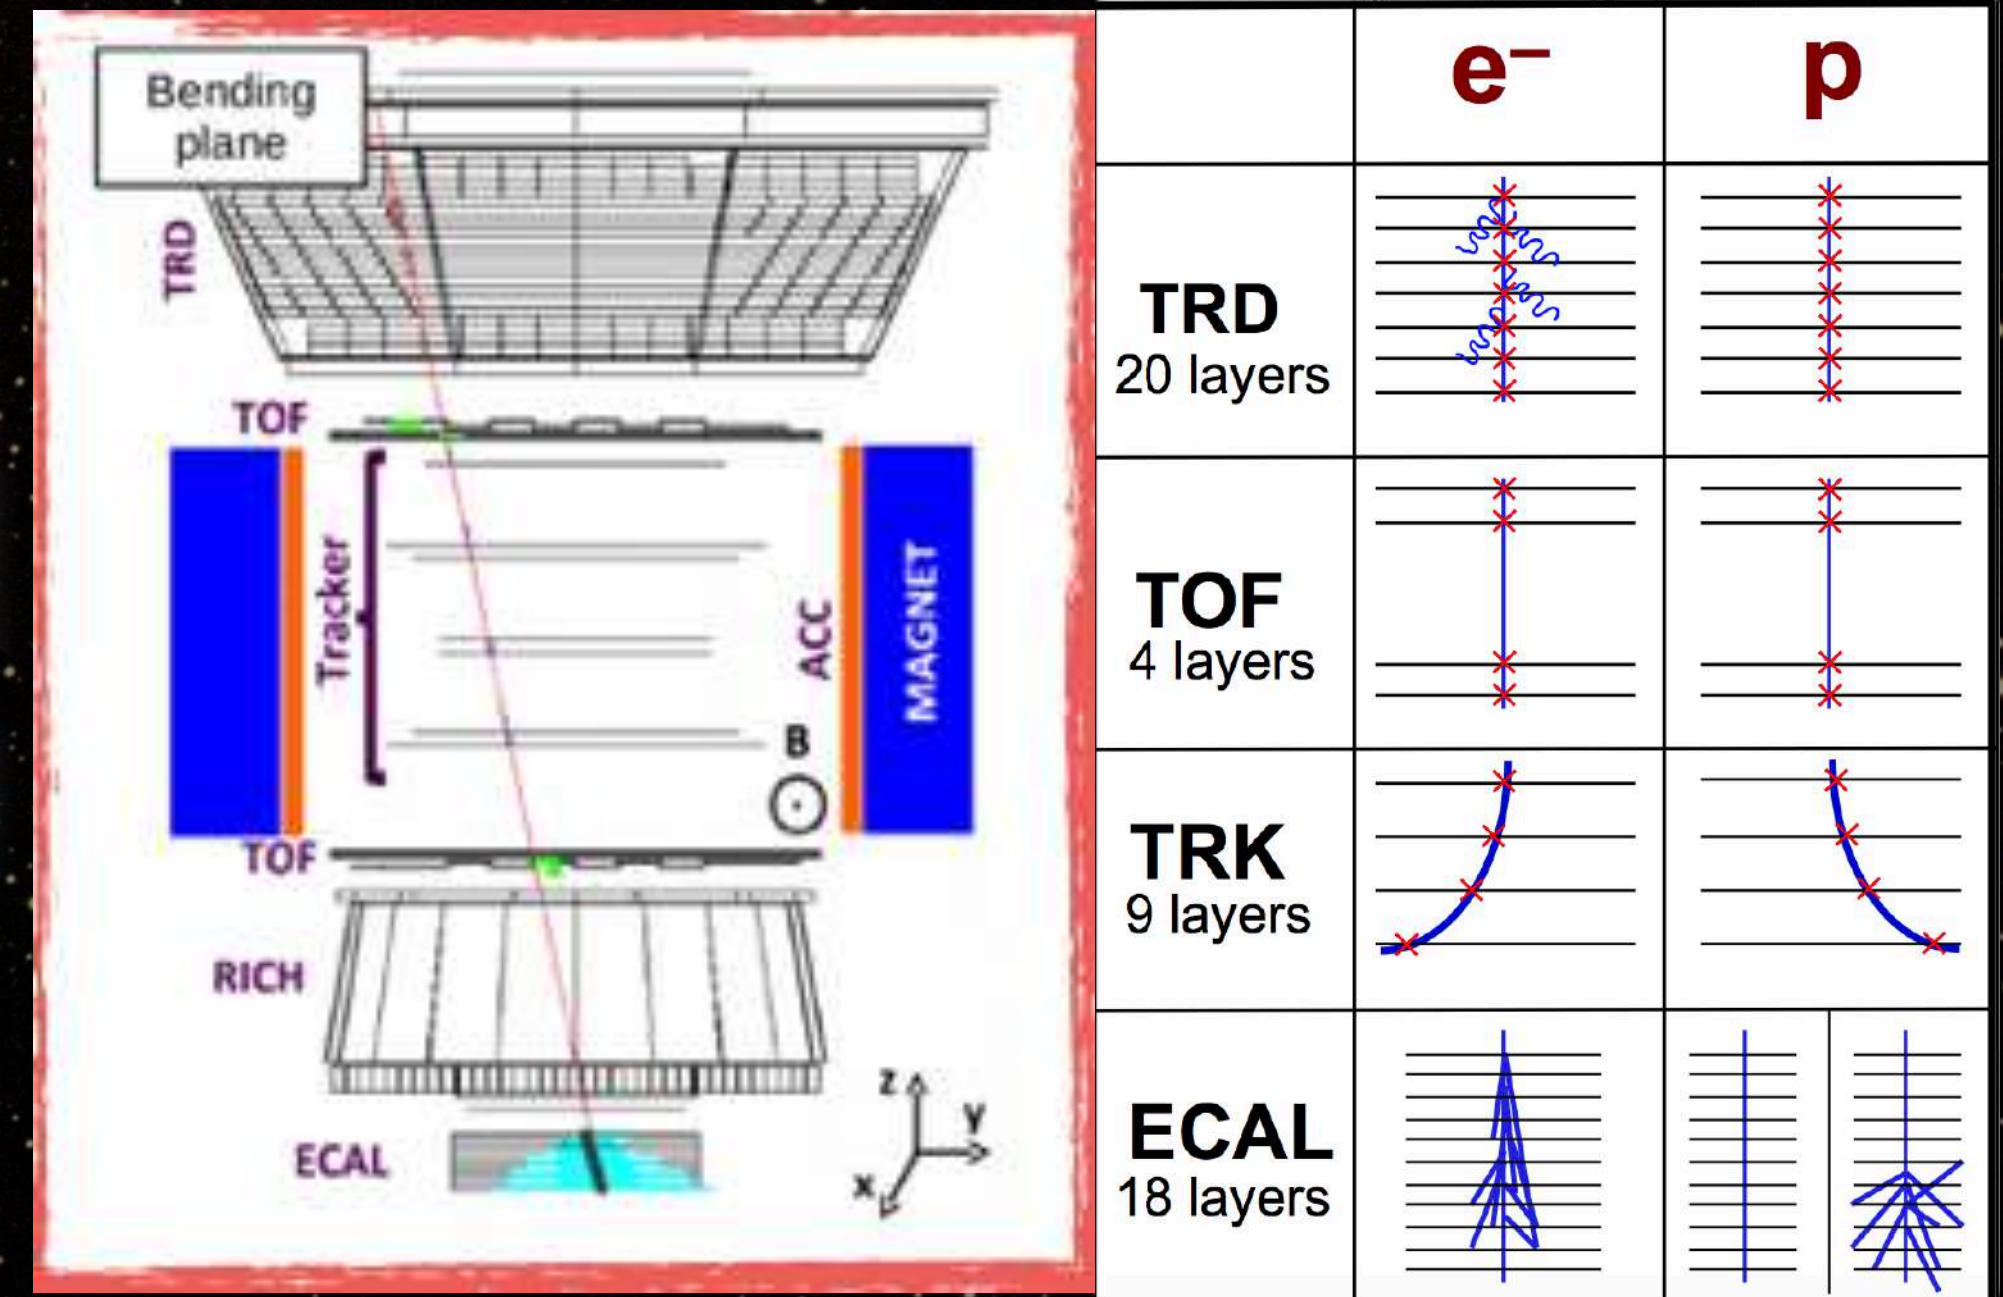 Bending
plane
TRD
TOF
Tracker
ACC
MAGNET
B
TOF
RICH
ECAL
Z
Y
X
e– p
TRD
20 layers
TOF
4 layers
TRK
9 layers
ECAL
18 layers